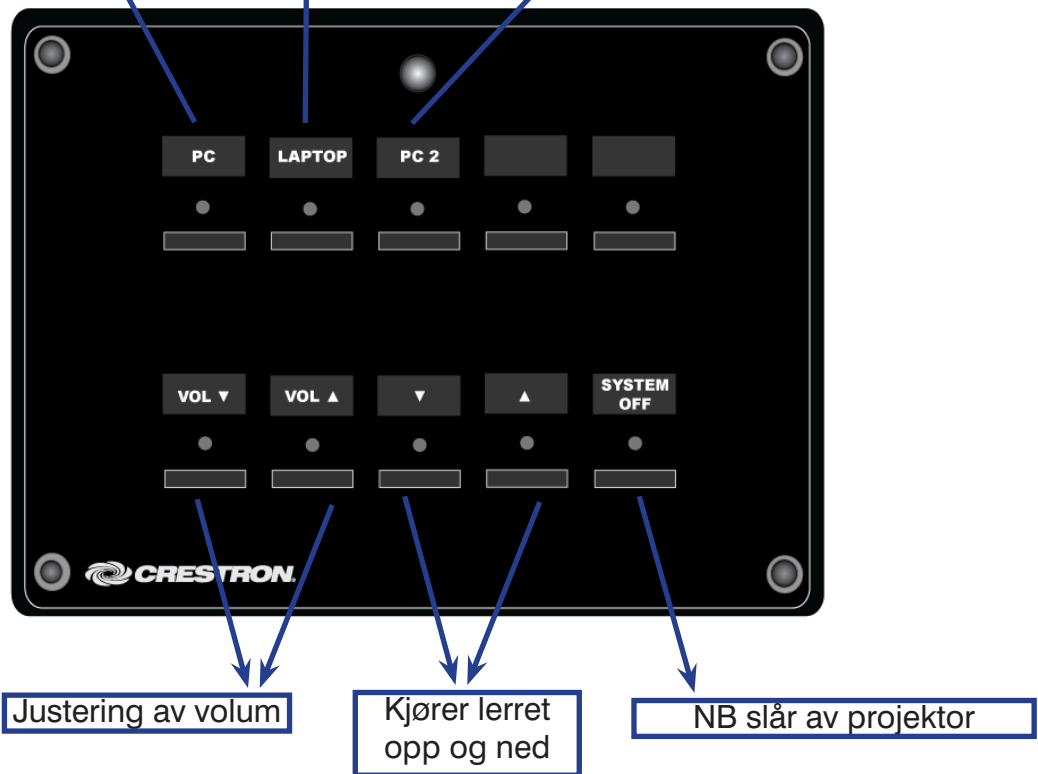 PC
LAPTOP
PC 2
VOL ▼
VOL ▲
▼
▲
SYSTEM
OFF
CRESTRON®
Justering av volum
Kjører lerret
opp og ned
NB slår av projektor